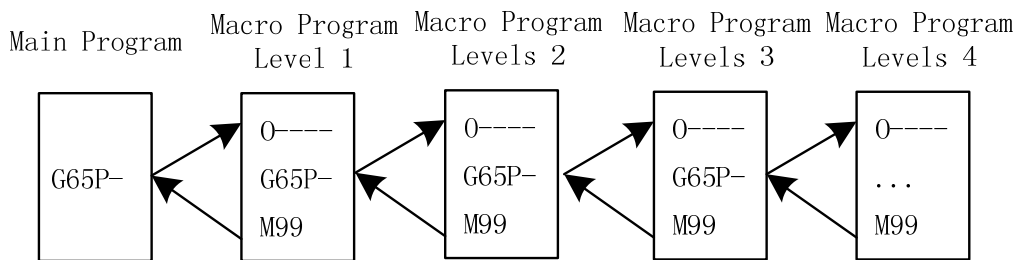 Main Program
Macro Program
Level 1
Macro Program
Levels 2
Macro Program
Levels 3
Macro Program
Levels 4
G65P-
O----
G65P-
M99
O----
G65P-
M99
O----
G65P-
M99
O----
...
M99